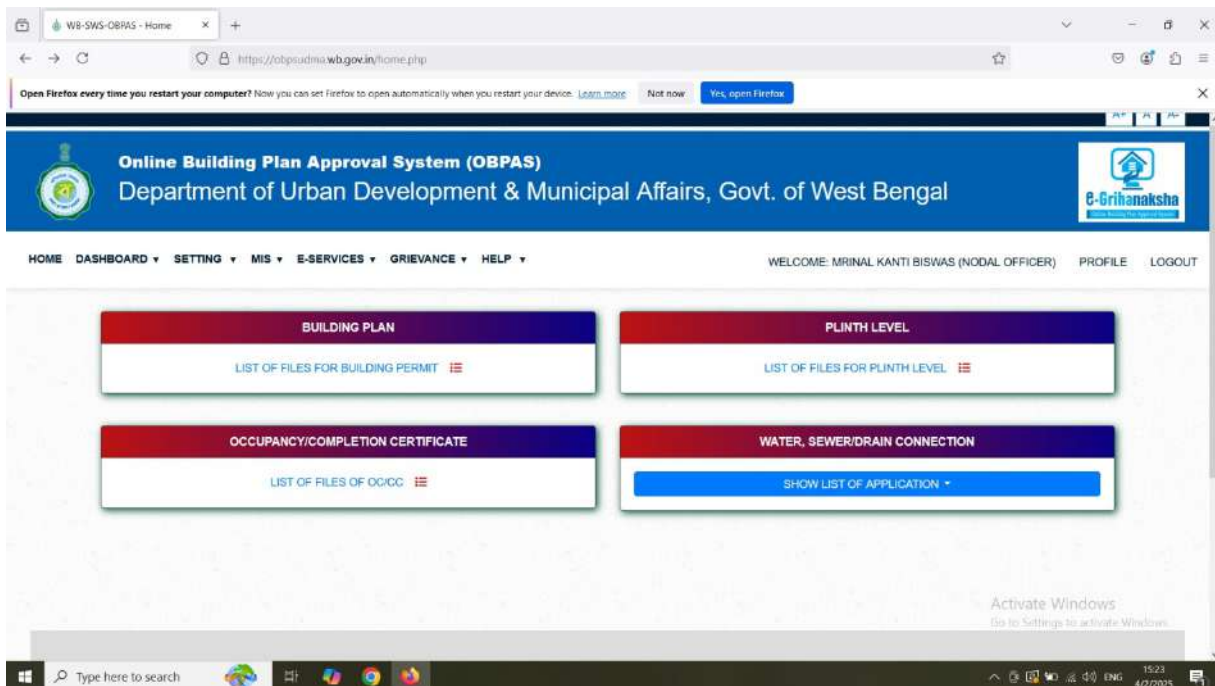 WB-SWS-OBPAS - Home
https://obpsudma.wb.gov.in/home.php
Open Firefox every time you restart your computer? Now you can set Firefox to open automatically when you restart your device. Learn more Not now Yes, open Firefox
A+ A A-
Online Building Plan Approval System (OBPAS)
Department of Urban Development & Municipal Affairs, Govt. of West Bengal
e-Grihanaksha
HOME DASHBOARD SETTING MIS E-SERVICES GRIEVANCE HELP WELCOME: MRINAL KANTI BISWAS (NODAL OFFICER) PROFILE LOGOUT
BUILDING PLAN
LIST OF FILES FOR BUILDING PERMIT
PLINTH LEVEL
LIST OF FILES FOR PLINTH LEVEL
OCCUPANCY/COMPLETION CERTIFICATE
LIST OF FILES OF OC/CC
WATER, SEWER/DRAIN CONNECTION
SHOW LIST OF APPLICATION
Activate Windows
Go to Settings to activate Windows.
Type here to search
ENG
15:23
4/2/2025